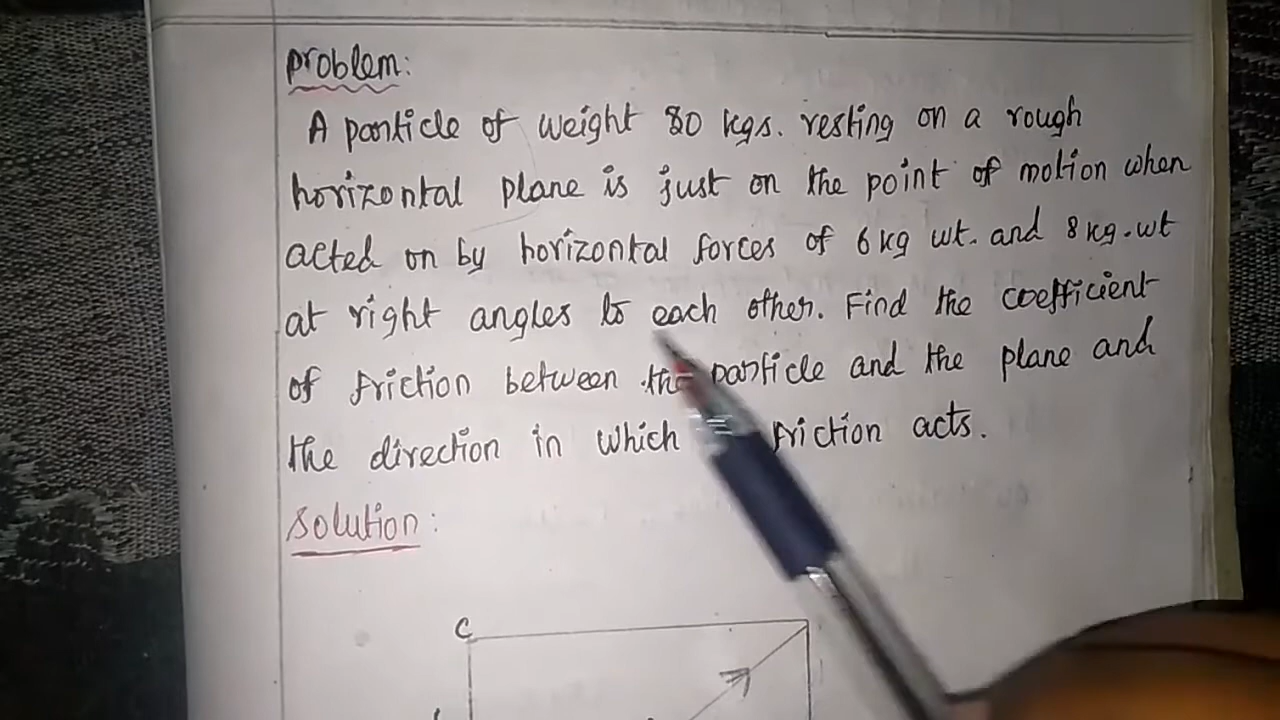 problem:
A particle of weight 80 kgs. resting on a rough
horizontal plane is just on the point of motion when
acted on by horizontal forces of 6 kg wt. and 8 kg.wt
at right angles to each other. Find the coefficient
of friction between the particle and the plane and
the direction in which friction acts.
solution:
C